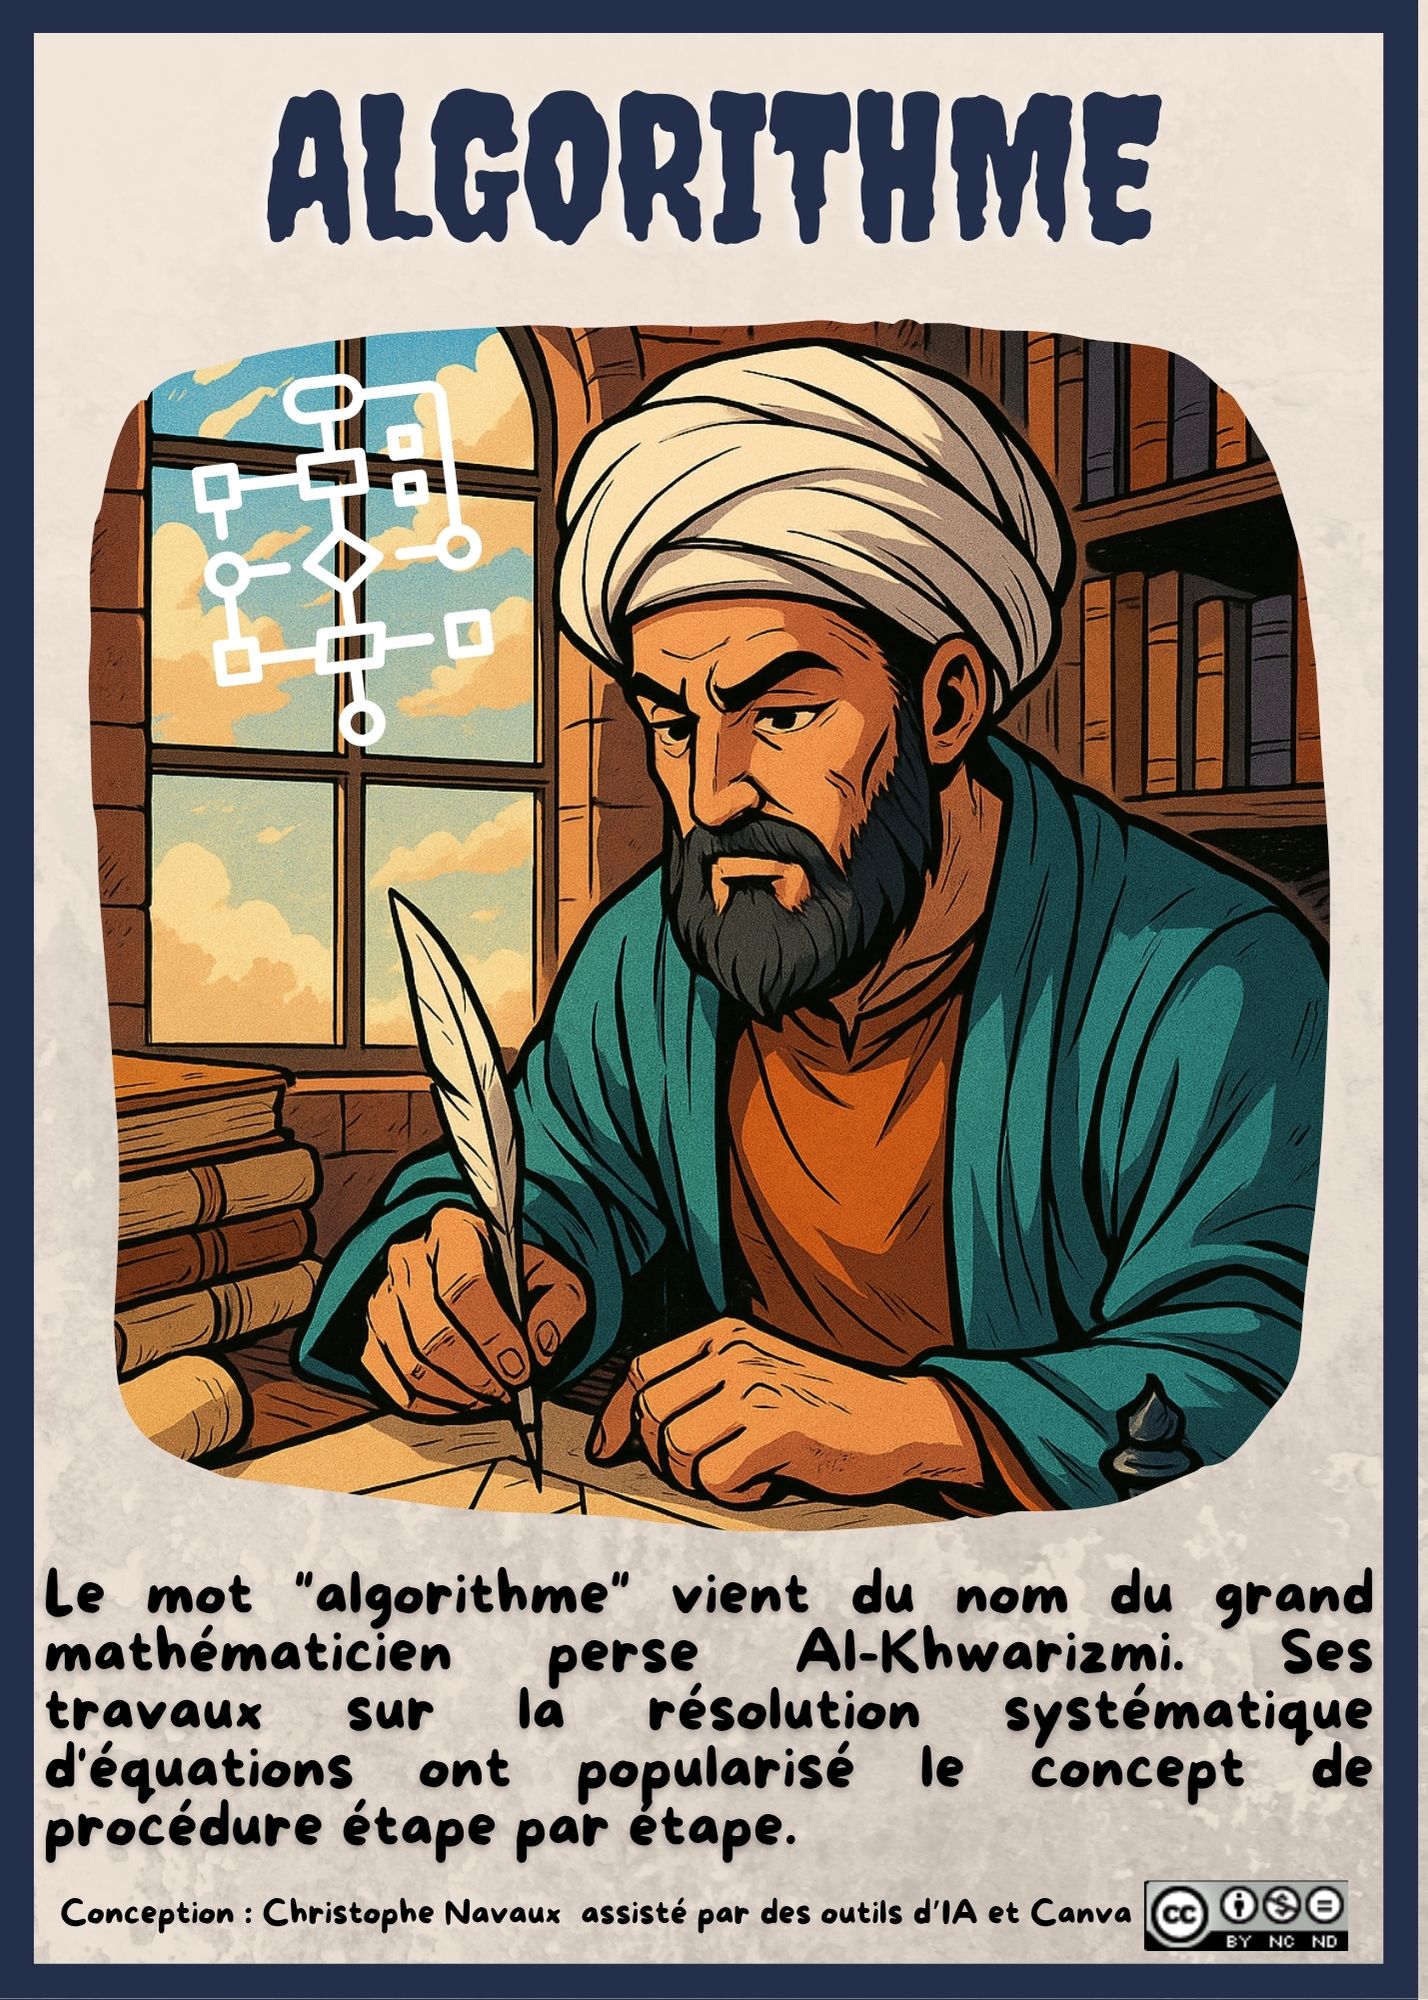 ALGORITHME
Le mot "algorithme" vient du nom du grand
mathématicien perse Al-Khwarizmi. Ses
travaux sur la résolution systématique
d'équations ont popularisé le concept de
procédure étape par étape.
Conception : Christophe Navaux assisté par des outils d'IA et Canva
cc
BY NC ND